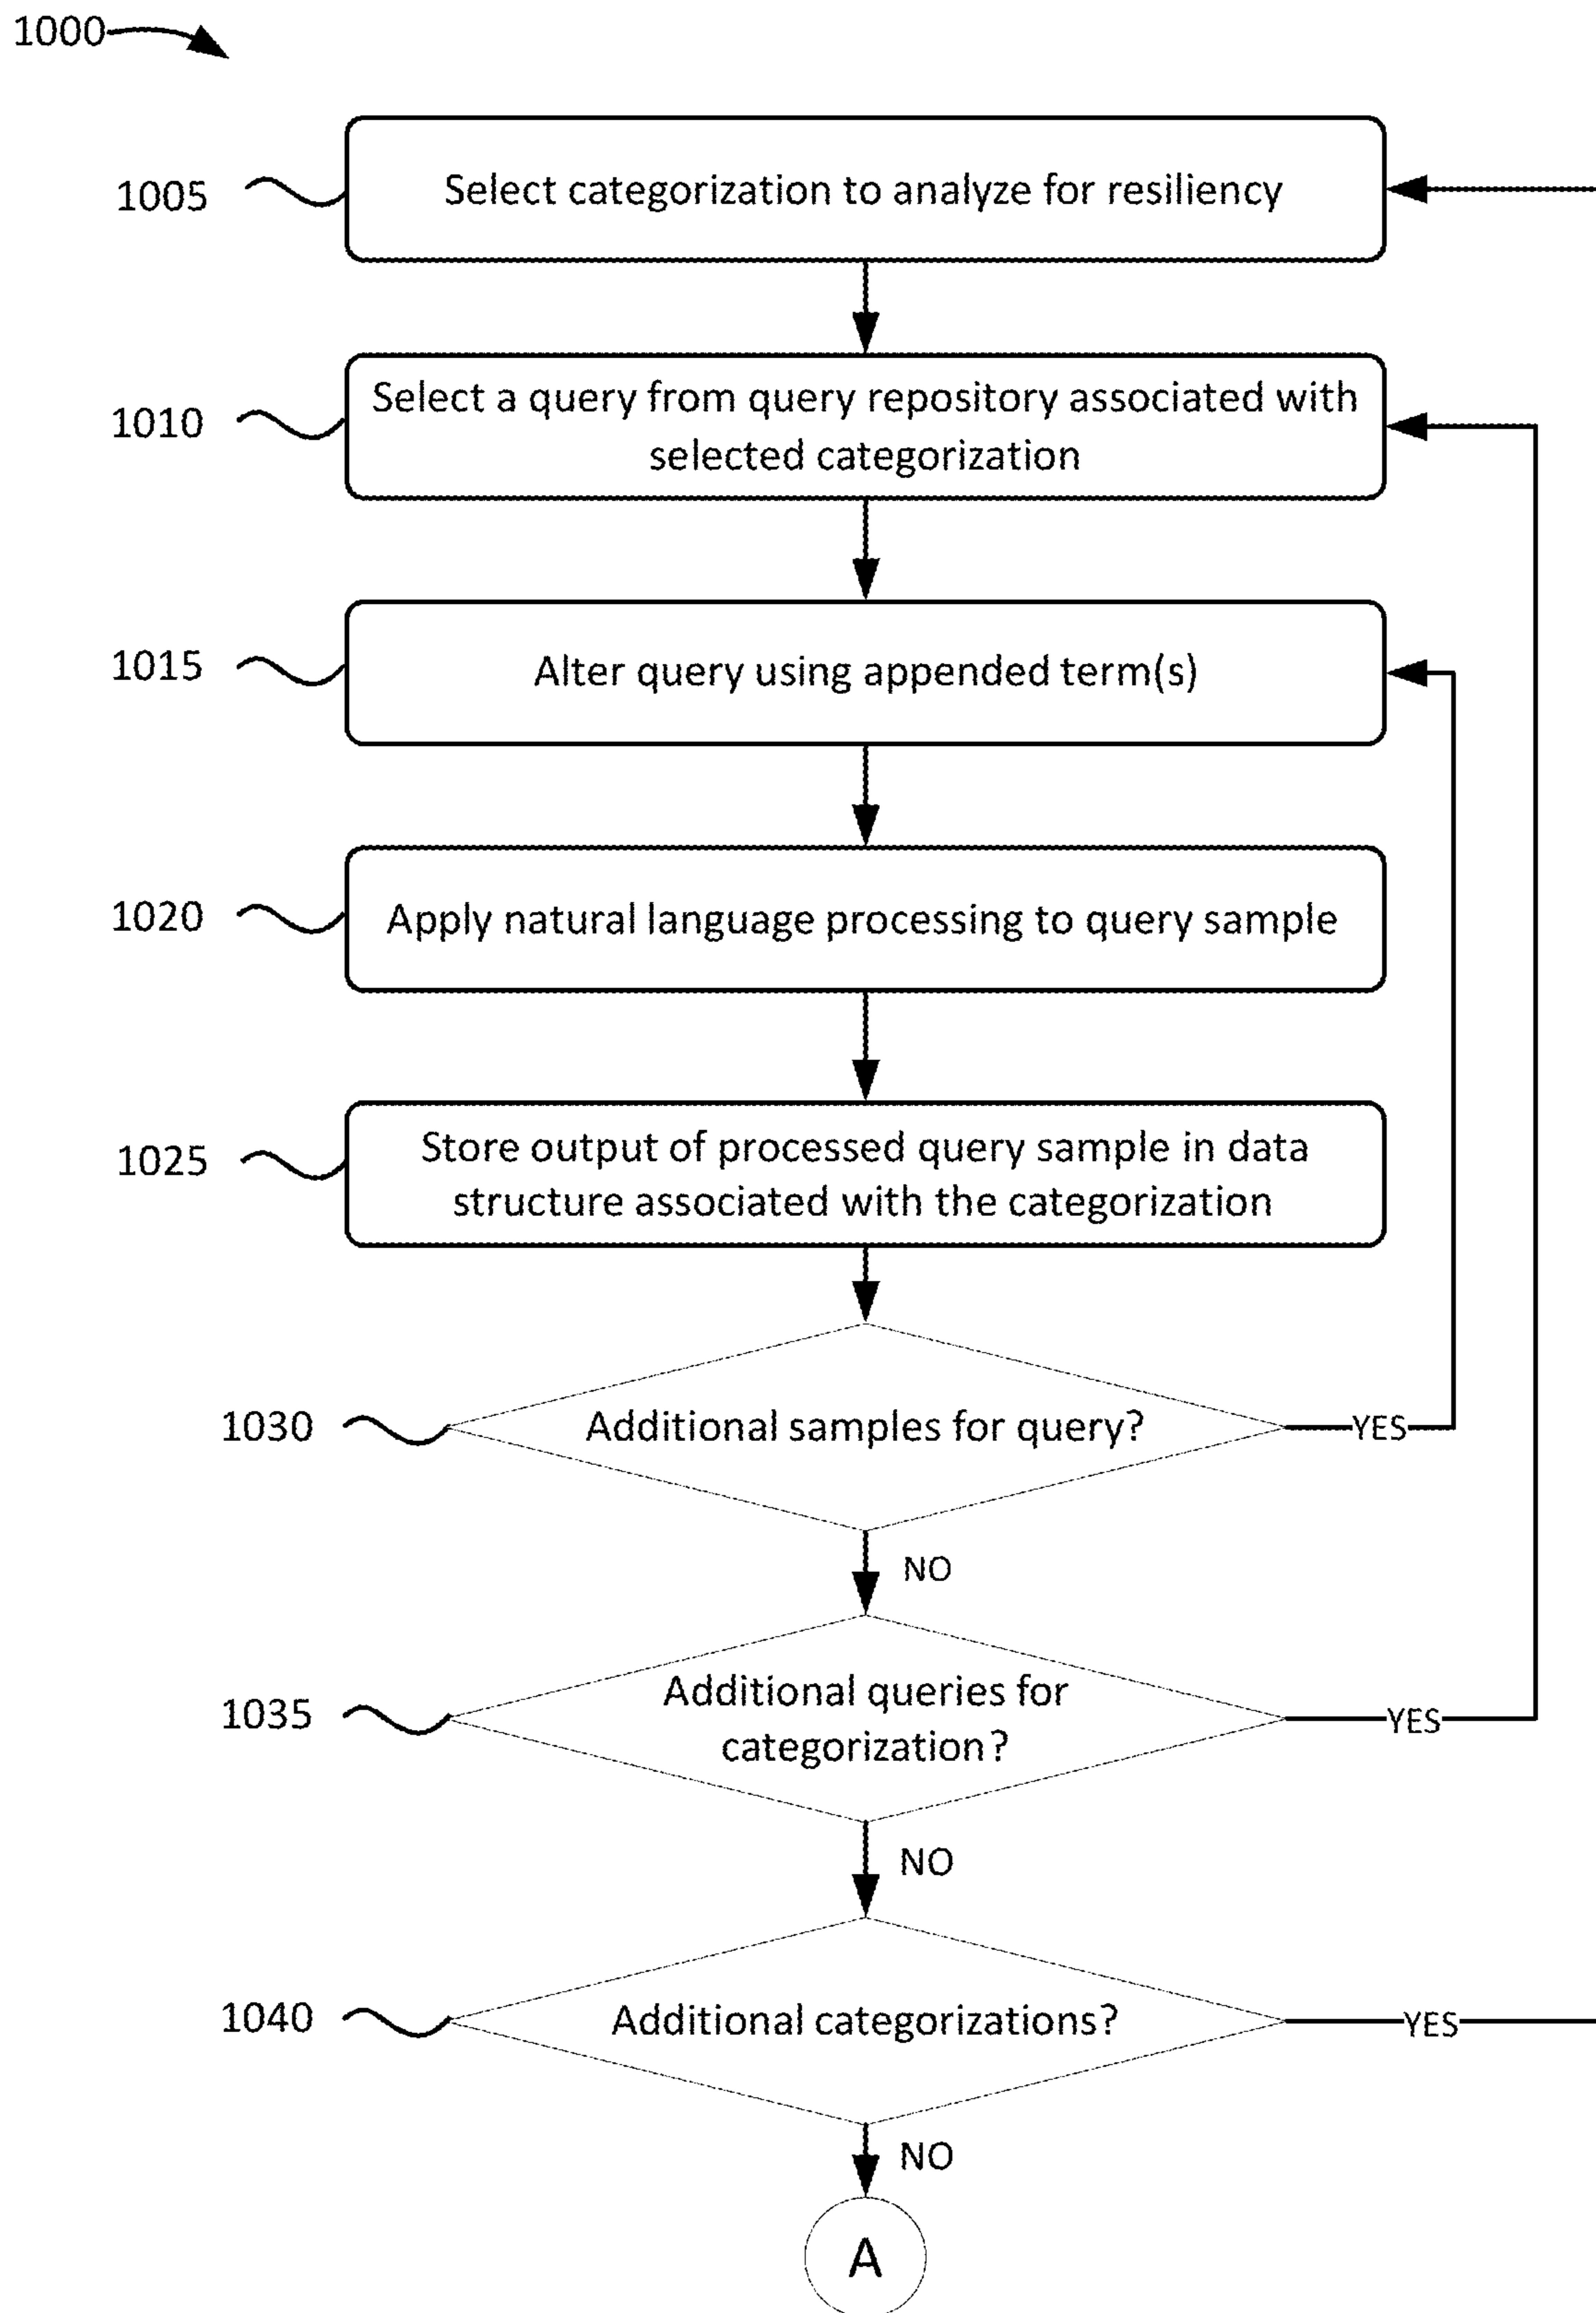 1000
1005
Select categorization to analyze for resiliency
1010
Select a query from query repository associated with
selected categorization
1015
Alter query using appended term(s)
1020
Apply natural language processing to query sample
1025
Store output of processed query sample in data
structure associated with the categorization
1030
Additional samples for query?
YES
NO
1035
Additional queries for
categorization?
YES
NO
1040
Additional categorizations?
YES
NO
A